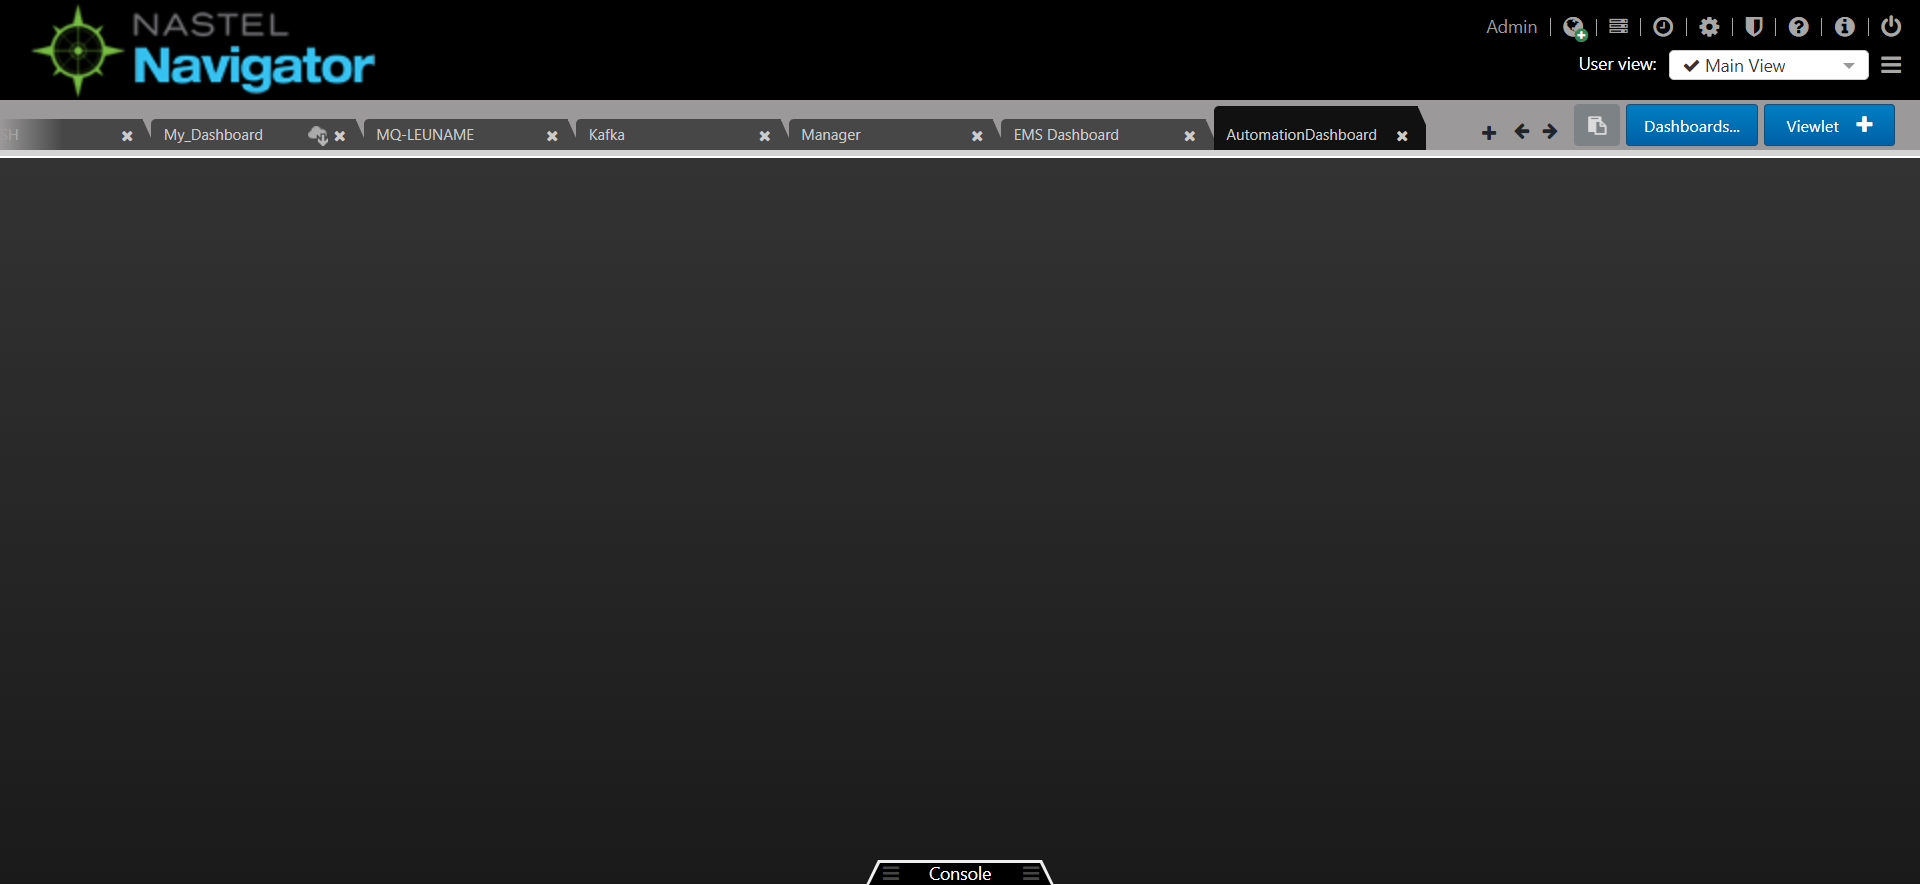 NASTEL
Navigator
Admin
User view: Main View
SH My_Dashboard MQ-LEUNAME Kafka Manager EMS Dashboard AutomationDashboard Dashboards... Viewlet
Console